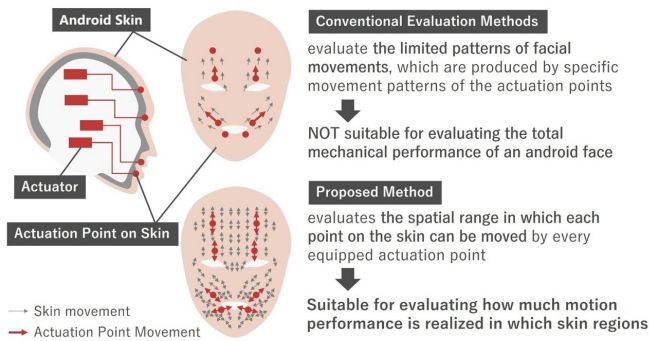 Android Skin
Actuator
Actuation Point on Skin
Skin movement
Actuation Point Movement
Conventional Evaluation Methods
evaluate the limited patterns of facial
movements, which are produced by specific
movement patterns of the actuation points
NOT suitable for evaluating the total
mechanical performance of an android face
Proposed Method
evaluates the spatial range in which each
point on the skin can be moved by every
equipped actuation point
Suitable for evaluating how much motion
performance is realized in which skin regions